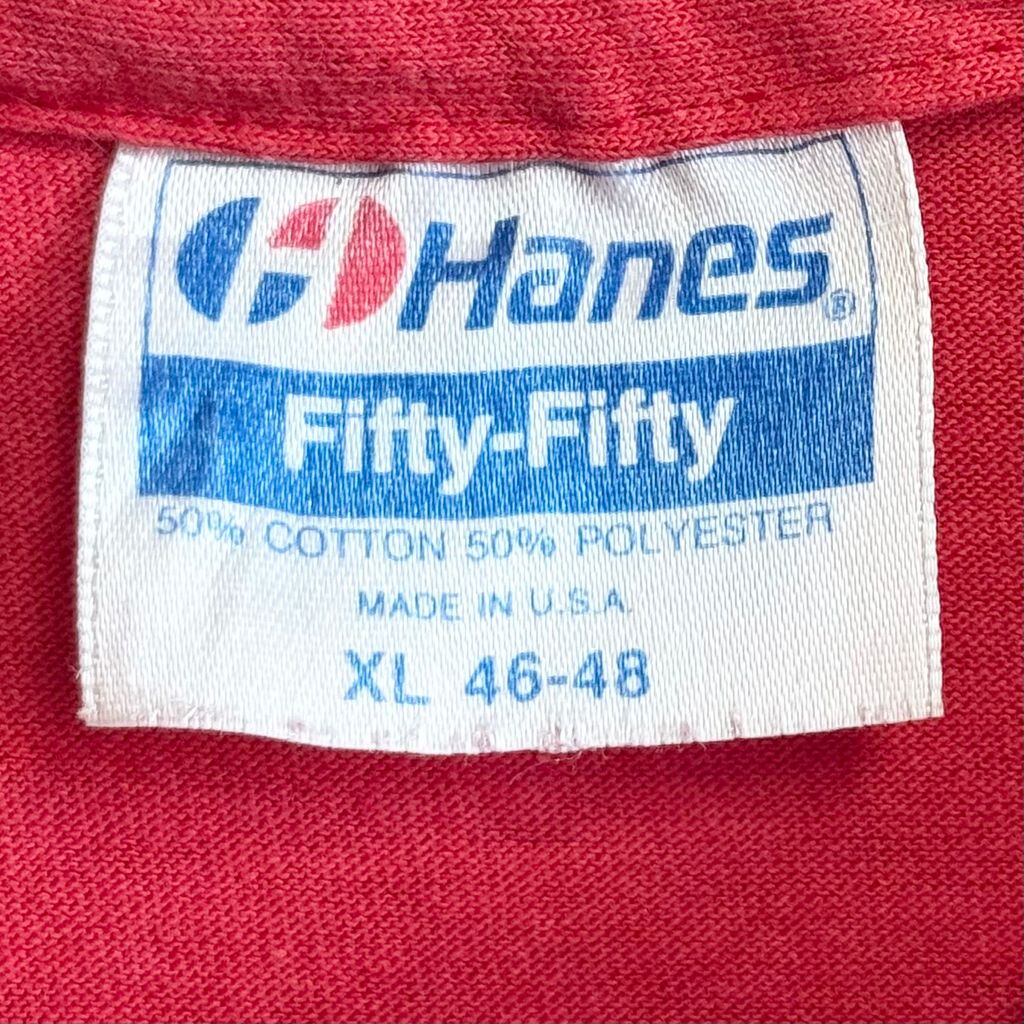 Hanes®
Fifty-Fifty
50% COTTON 50% POLYESTER
MADE IN U.S.A.
XL 46-48